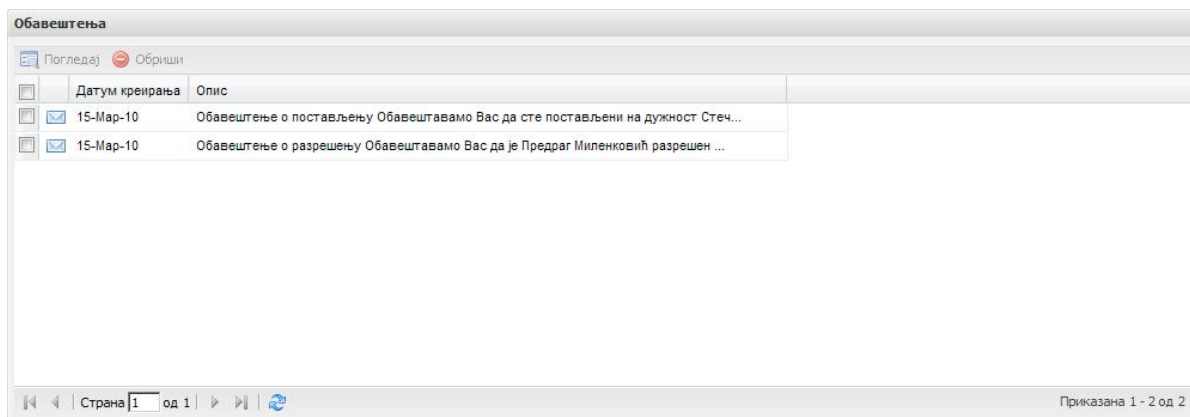 Обавештења
Погледај Обриши
Датум креирања Опис
15-Мар-10 Обавештење о постављењу Обавештавамо Вас да сте постављени на дужност Стеч...
15-Мар-10 Обавештење о разрешењу Обавештавамо Вас да је Предраг Миленковић разрешен ...
Страна 1 од 1 Приказана 1 - 2 од 2